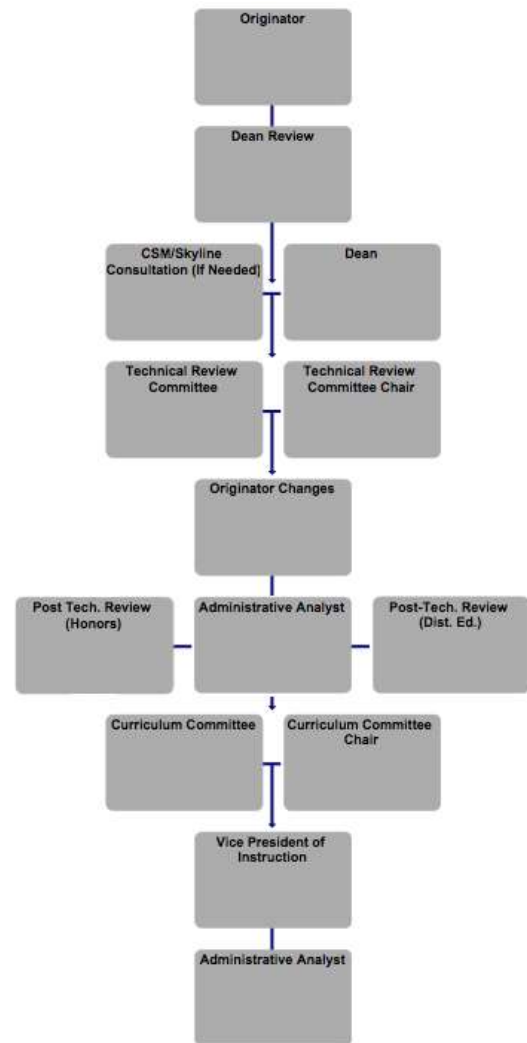 Originator
Dean Review
CSM/Skyline
Consultation (If Needed)
Dean
Technical Review
Committee
Technical Review
Committee Chair
Originator Changes
Post Tech. Review
(Honors)
Administrative Analyst
Post-Tech. Review
(Dist. Ed.)
Curriculum Committee
Curriculum Committee
Chair
Vice President of
Instruction
Administrative Analyst